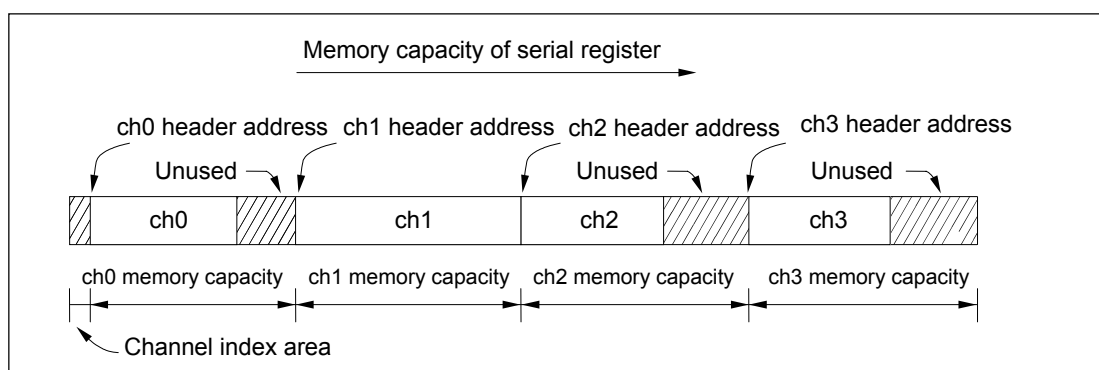 Memory capacity of serial register
ch0 header address
ch1 header address
ch2 header address
ch3 header address
Unused
Unused
Unused
ch0
ch1
ch2
ch3
ch0 memory capacity
ch1 memory capacity
ch2 memory capacity
ch3 memory capacity
Channel index area